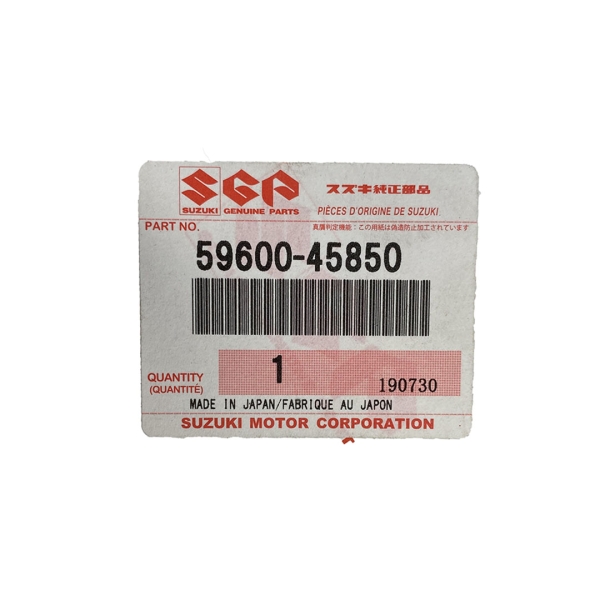 SGP
スズキ純正部品
SUZUKI GENUINE PARTS
PIÈCES D'ORIGINE DE SUZUKI
PART NO.
真贋判定機能：この用紙は偽造防止加工されています
59600-45850
QUANTITY
(QUANTITÉ)
1
190730
MADE IN JAPAN/FABRIQUE AU JAPON
SUZUKI MOTOR CORPORATION